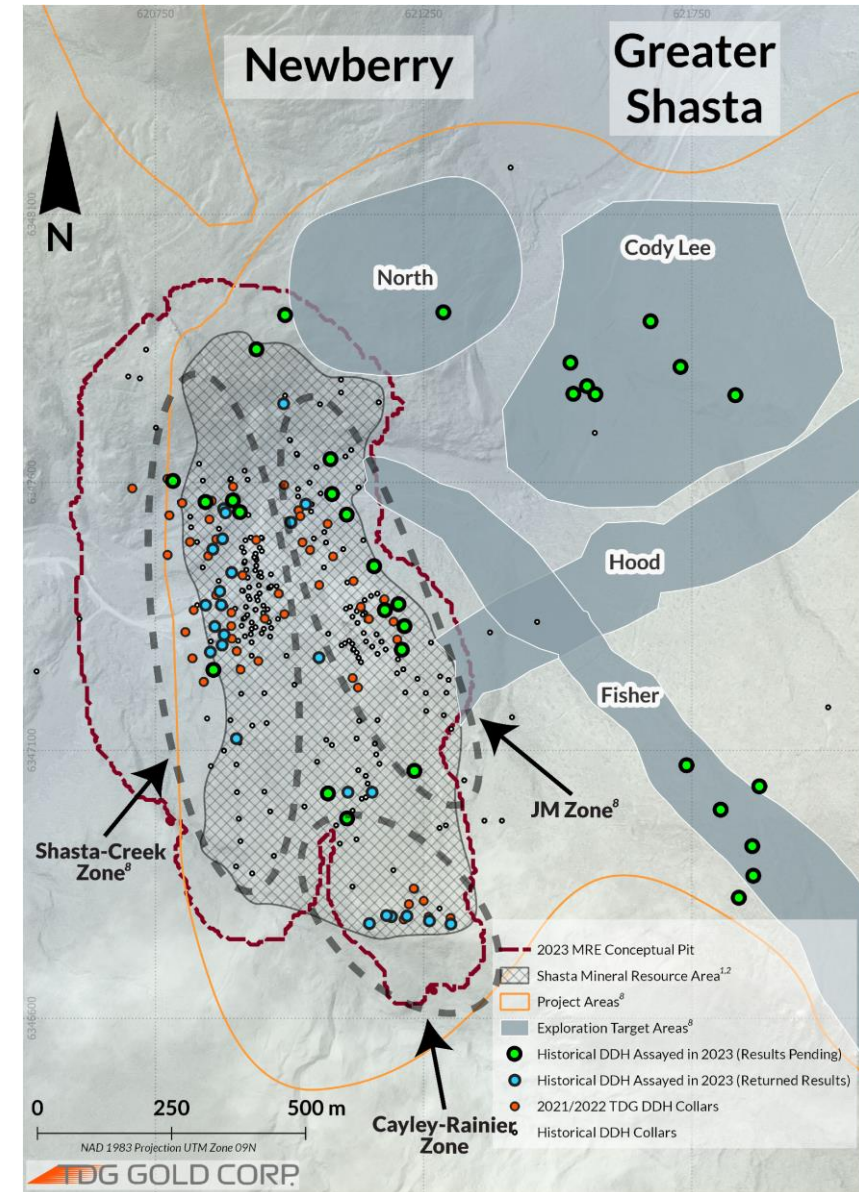 620750
621250
621750
Newberry
Greater
Shasta
6348100
N
North
Cody Lee
6347600
Hood
Fisher
6347100
JM Zone8
Shasta-Creek
Zone8
2023 MRE Conceptual Pit
Shasta Mineral Resource Area1,2
Project Areas8
6346600
Exploration Target Areas8
Historical DDH Assayed in 2023 (Results Pending)
Historical DDH Assayed in 2023 (Returned Results)
2021/2022 TDG DDH Collars
Historical DDH Collars
0 250 500 m
Cayley-Rainier
Zone
NAD 1983 Projection UTM Zone 09N
TDG GOLD CORP.